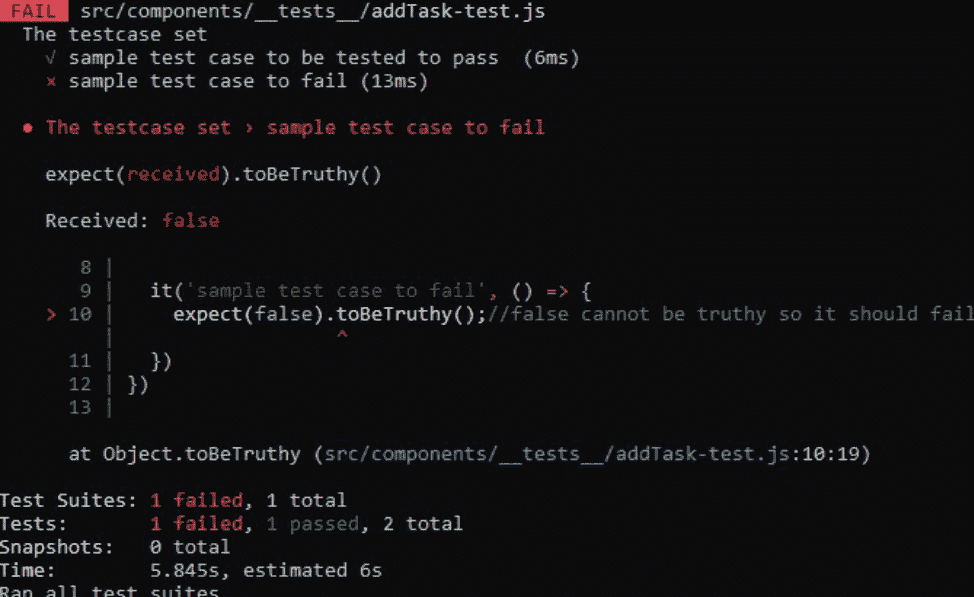 FAIL src/components/__tests__/addTask-test.js
The testcase set
√ sample test case to be tested to pass (6ms)
× sample test case to fail (13ms)
● The testcase set › sample test case to fail
expect(received).toBeTruthy()
Received: false
8 |
9 | it('sample test case to fail', () => {
> 10 | expect(false).toBeTruthy();//false cannot be truthy so it should fail
| ^
11 | })
12 | })
13 |
at Object.toBeTruthy (src/components/__tests__/addTask-test.js:10:19)
Test Suites: 1 failed, 1 total
Tests: 1 failed, 1 passed, 2 total
Snapshots: 0 total
Time: 5.845s, estimated 6s
Ran all test suites